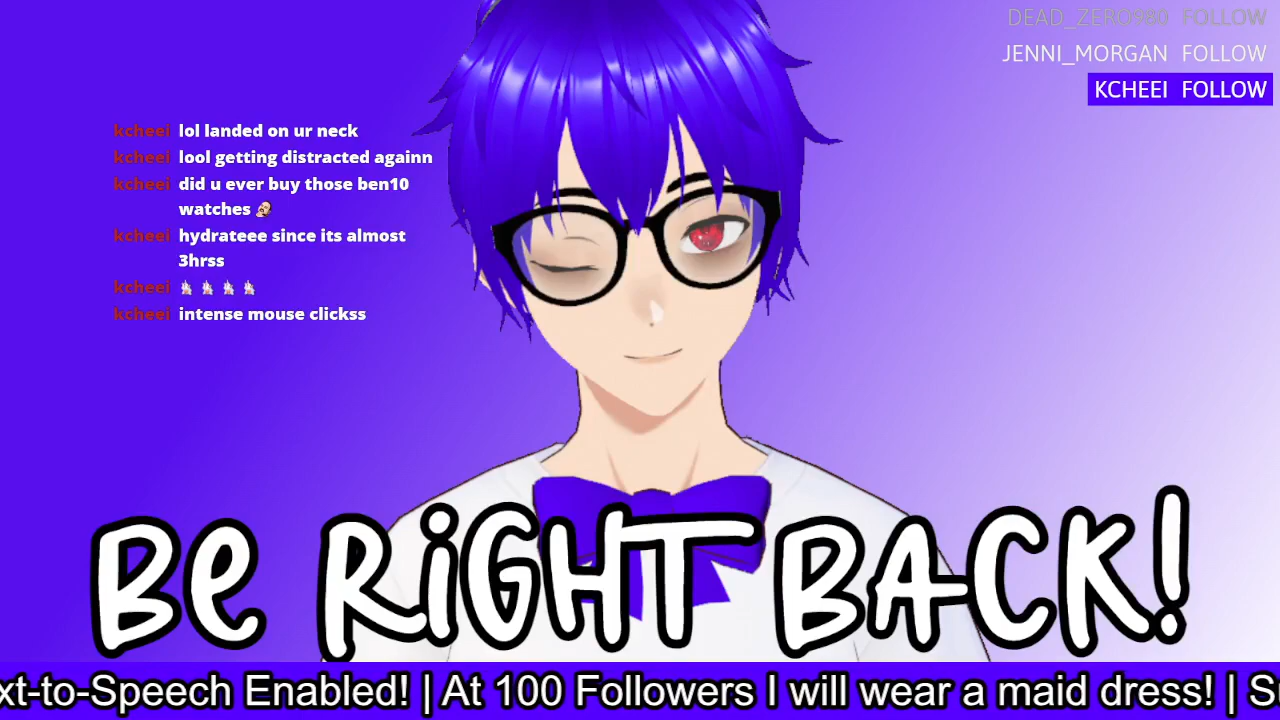 DEAD_ZERO980 FOLLOW
JENNI_MORGAN FOLLOW
KCHEEI FOLLOW
kcheei lol landed on ur neck
kcheei lool getting distracted againn
kcheei did u ever buy those ben10
watches
kcheei hydrateee since its almost
3hrss
kcheei
kcheei intense mouse clickss
Be RiGHT BACK!
xt-to-Speech Enabled! | At 100 Followers I will wear a maid dress! | S